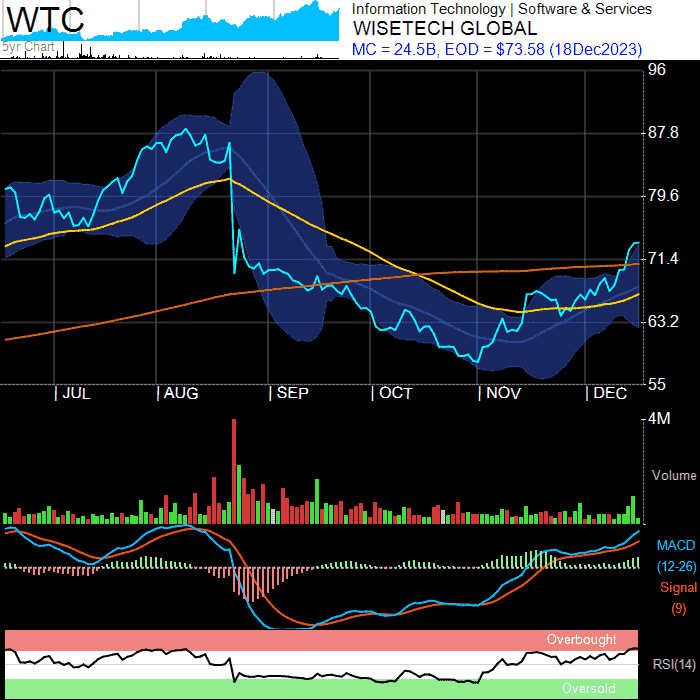 WTC
5yr Chart
Information Technology | Software & Services
WISETECH GLOBAL
MC = 24.5B, EOD = $73.58 (18Dec2023)
96
87.8
79.6
71.4
63.2
55
| JUL | AUG | SEP | OCT | NOV | DEC
4M
Volume
MACD
(12-26)
Signal
(9)
Overbought
RSI(14)
Oversold